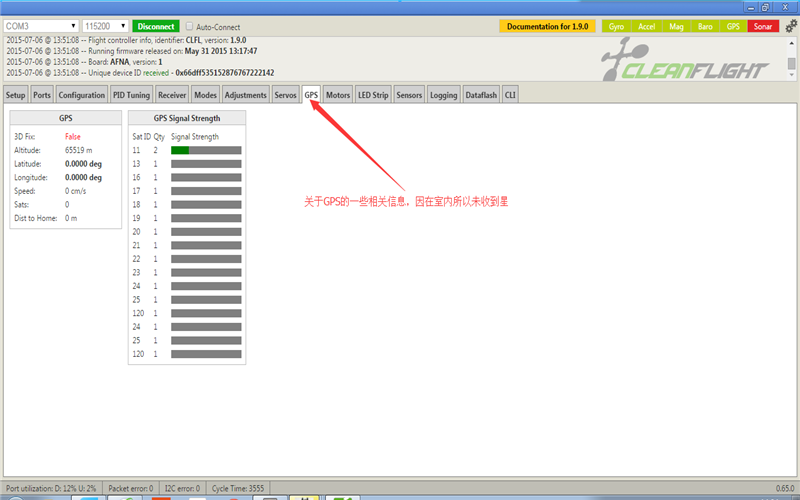 COM3 115200 Disconnect Auto-Connect Documentation for 1.9.0 Gyro Accel Mag Baro GPS Sonar
2015-07-06 @ 13:51:08 -- Flight controller info, identifier: CLFL, version: 1.9.0
2015-07-06 @ 13:51:08 -- Running firmware released on: May 31 2015 13:17:47
2015-07-06 @ 13:51:08 -- Board: AFNA, version: 1
2015-07-06 @ 13:51:08 -- Unique device ID received - 0x66dff535152876767222142
CLEANFLIGHT
Setup Ports Configuration PID Tuning Receiver Modes Adjustments Servos GPS Motors LED Strip Sensors Logging Dataflash CLI
GPS
3D Fix: False
Altitude: 65519 m
Latitude: 0.0000 deg
Longitude: 0.0000 deg
Speed: 0 cm/s
Sats: 0
Dist to Home: 0 m
GPS Signal Strength
Sat ID Qty Signal Strength
11 2
13 1
16 1
17 1
18 1
19 1
20 1
21 1
22 1
23 1
24 1
25 1
120 1
24 1
25 1
120 1
关于GPS的一些相关信息，因在室内所以未收到星
Port utilization: D: 12% U: 2% Packet error: 0 I2C error: 0 Cycle Time: 3555 0.65.0